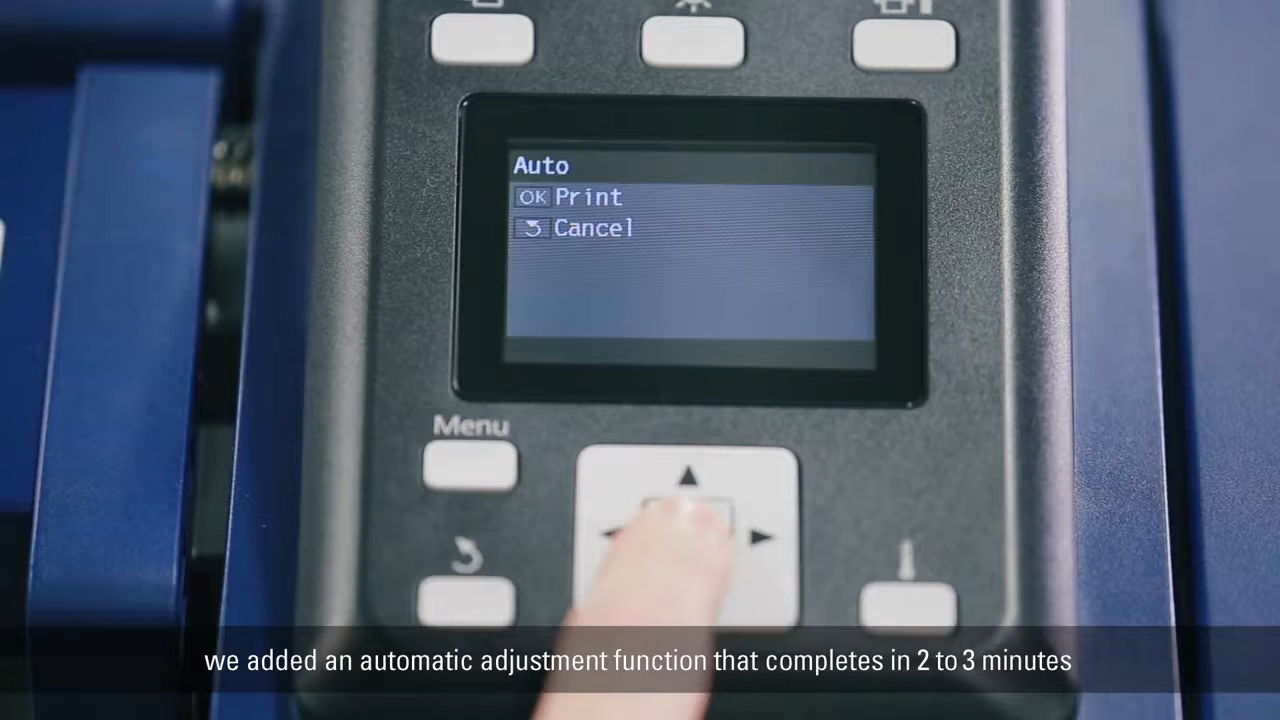 Auto
OK Print
Cancel
Menu
we added an automatic adjustment function that completes in 2 to 3 minutes